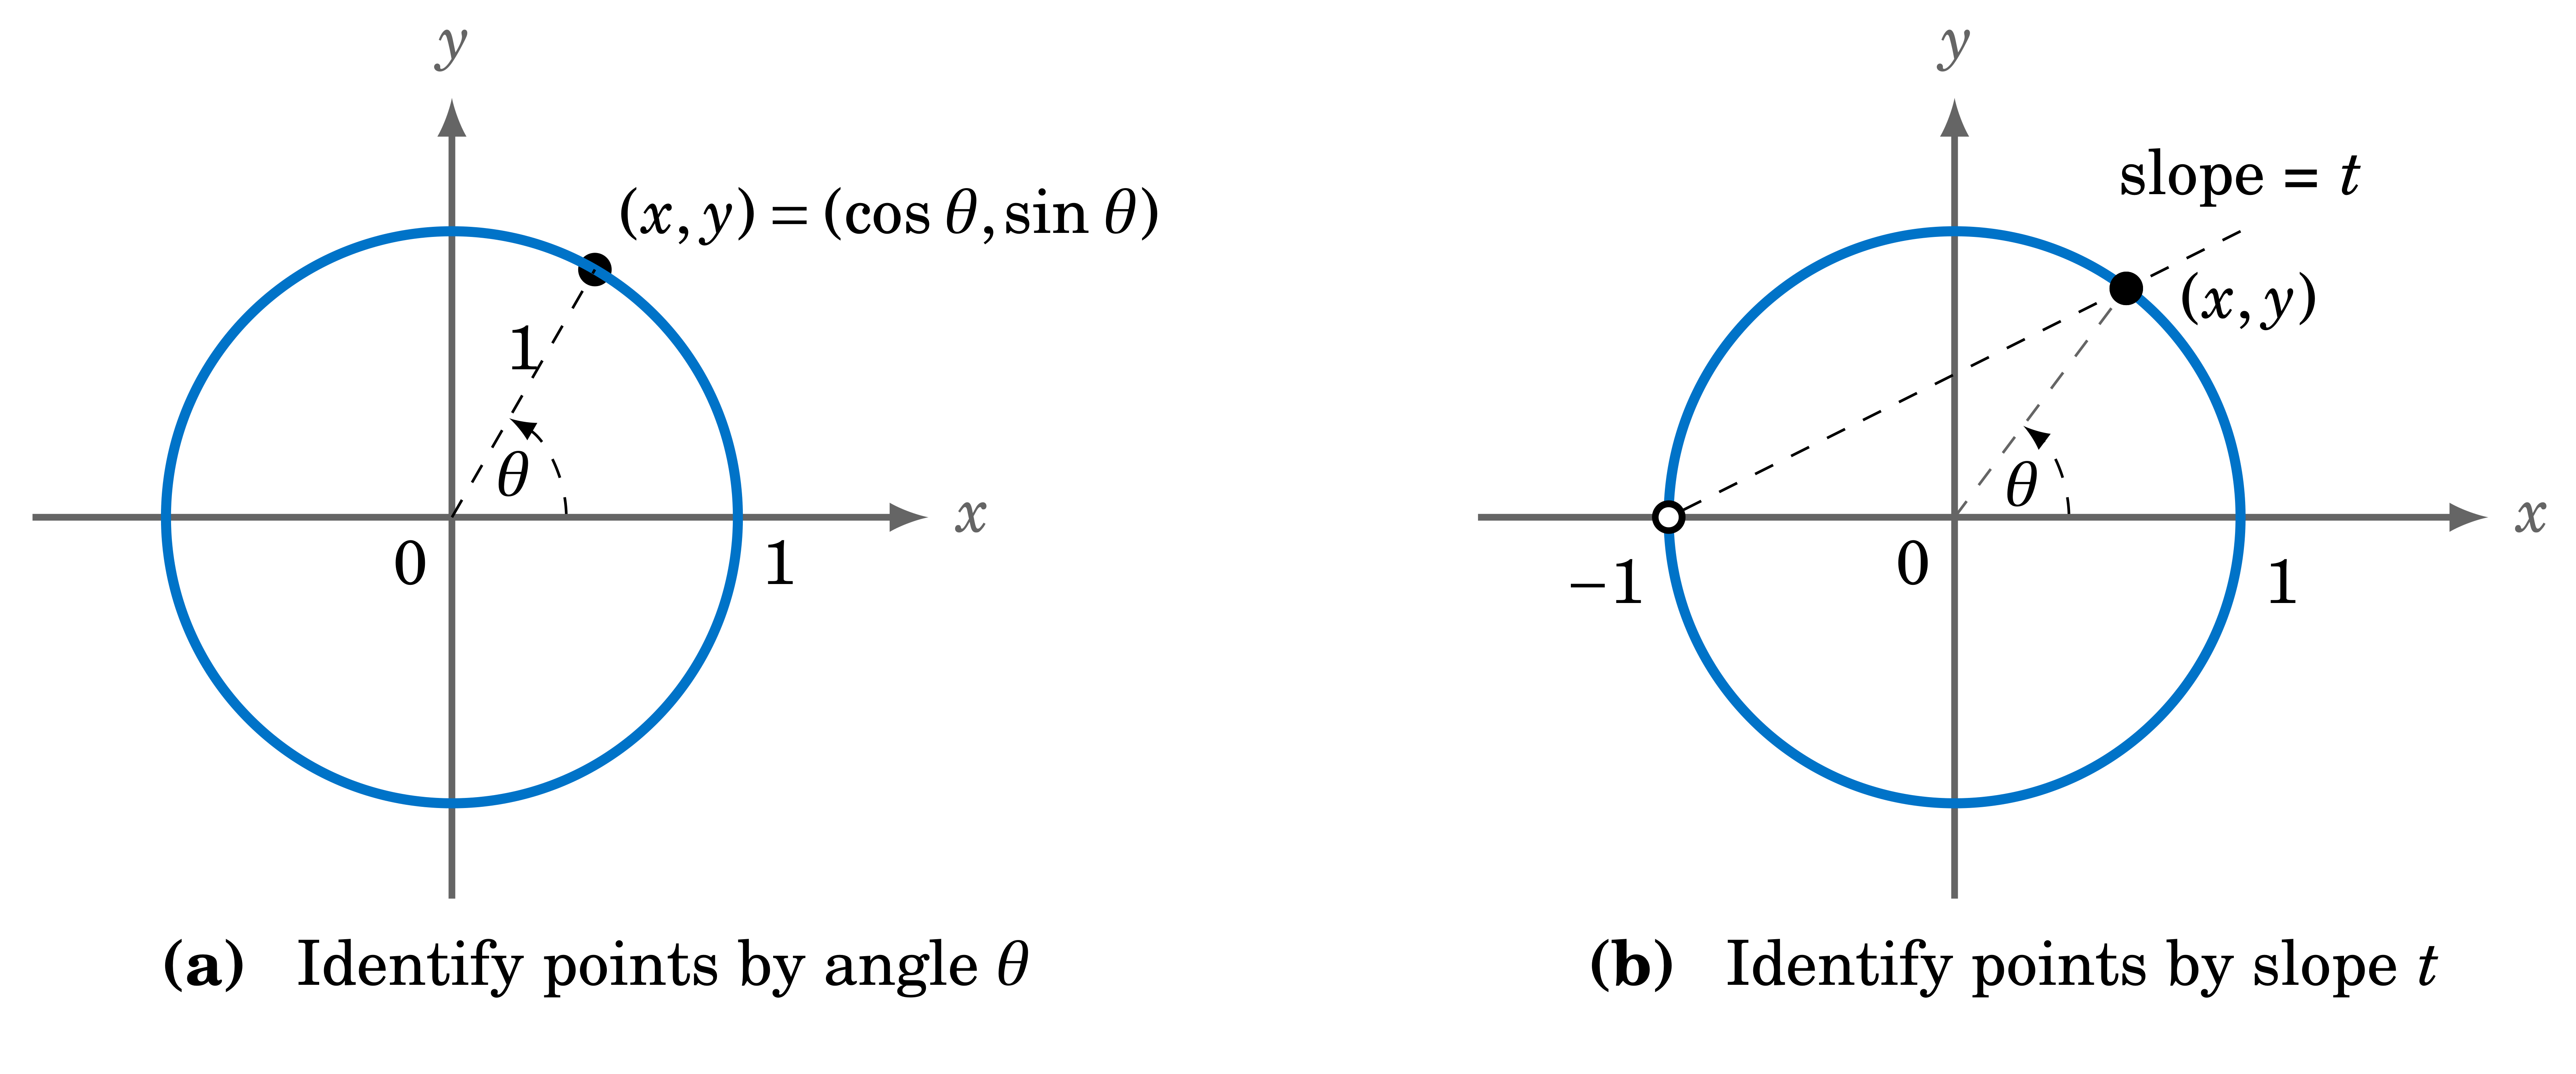 y
(x, y) = (cos θ, sin θ)
1
θ
x
0
1
(a) Identify points by angle θ
y
slope = t
(x, y)
θ
x
−1
0
1
(b) Identify points by slope t